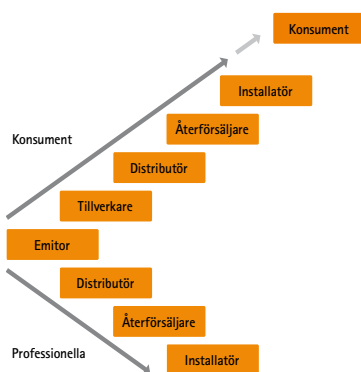 Konsument
Installatör
Återförsäljare
Konsument
Distributör
Tillverkare
Emitor
Distributör
Återförsäljare
Professionella
Installatör